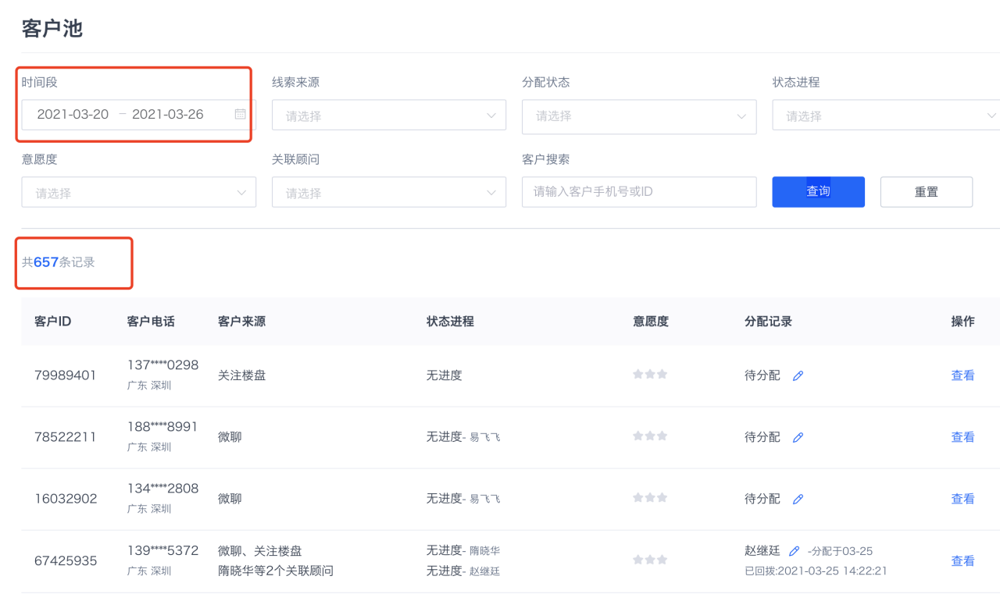 客户池
时间段 线索来源 分配状态 状态进程
2021-03-20 – 2021-03-26 请选择 请选择 请选择
意愿度 关联顾问 客户搜索
请选择 请选择 请输入客户手机号或ID 查询 重置
共657条记录
客户ID 客户电话 客户来源 状态进程 意愿度 分配记录 操作
79989401 137****0298 关注楼盘 无进度 待分配 查看
广东 深圳
78522211 188****8991 微聊 无进度- 易飞飞 待分配 查看
广东 深圳
16032902 134****2808 微聊 无进度- 易飞飞 待分配 查看
广东 深圳
67425935 139****5372 微聊、关注楼盘 无进度- 隋晓华 赵继廷 -分配于03-25 查看
广东 深圳 隋晓华等2个关联顾问 无进度- 赵继廷 已回拨:2021-03-25 14:22:21